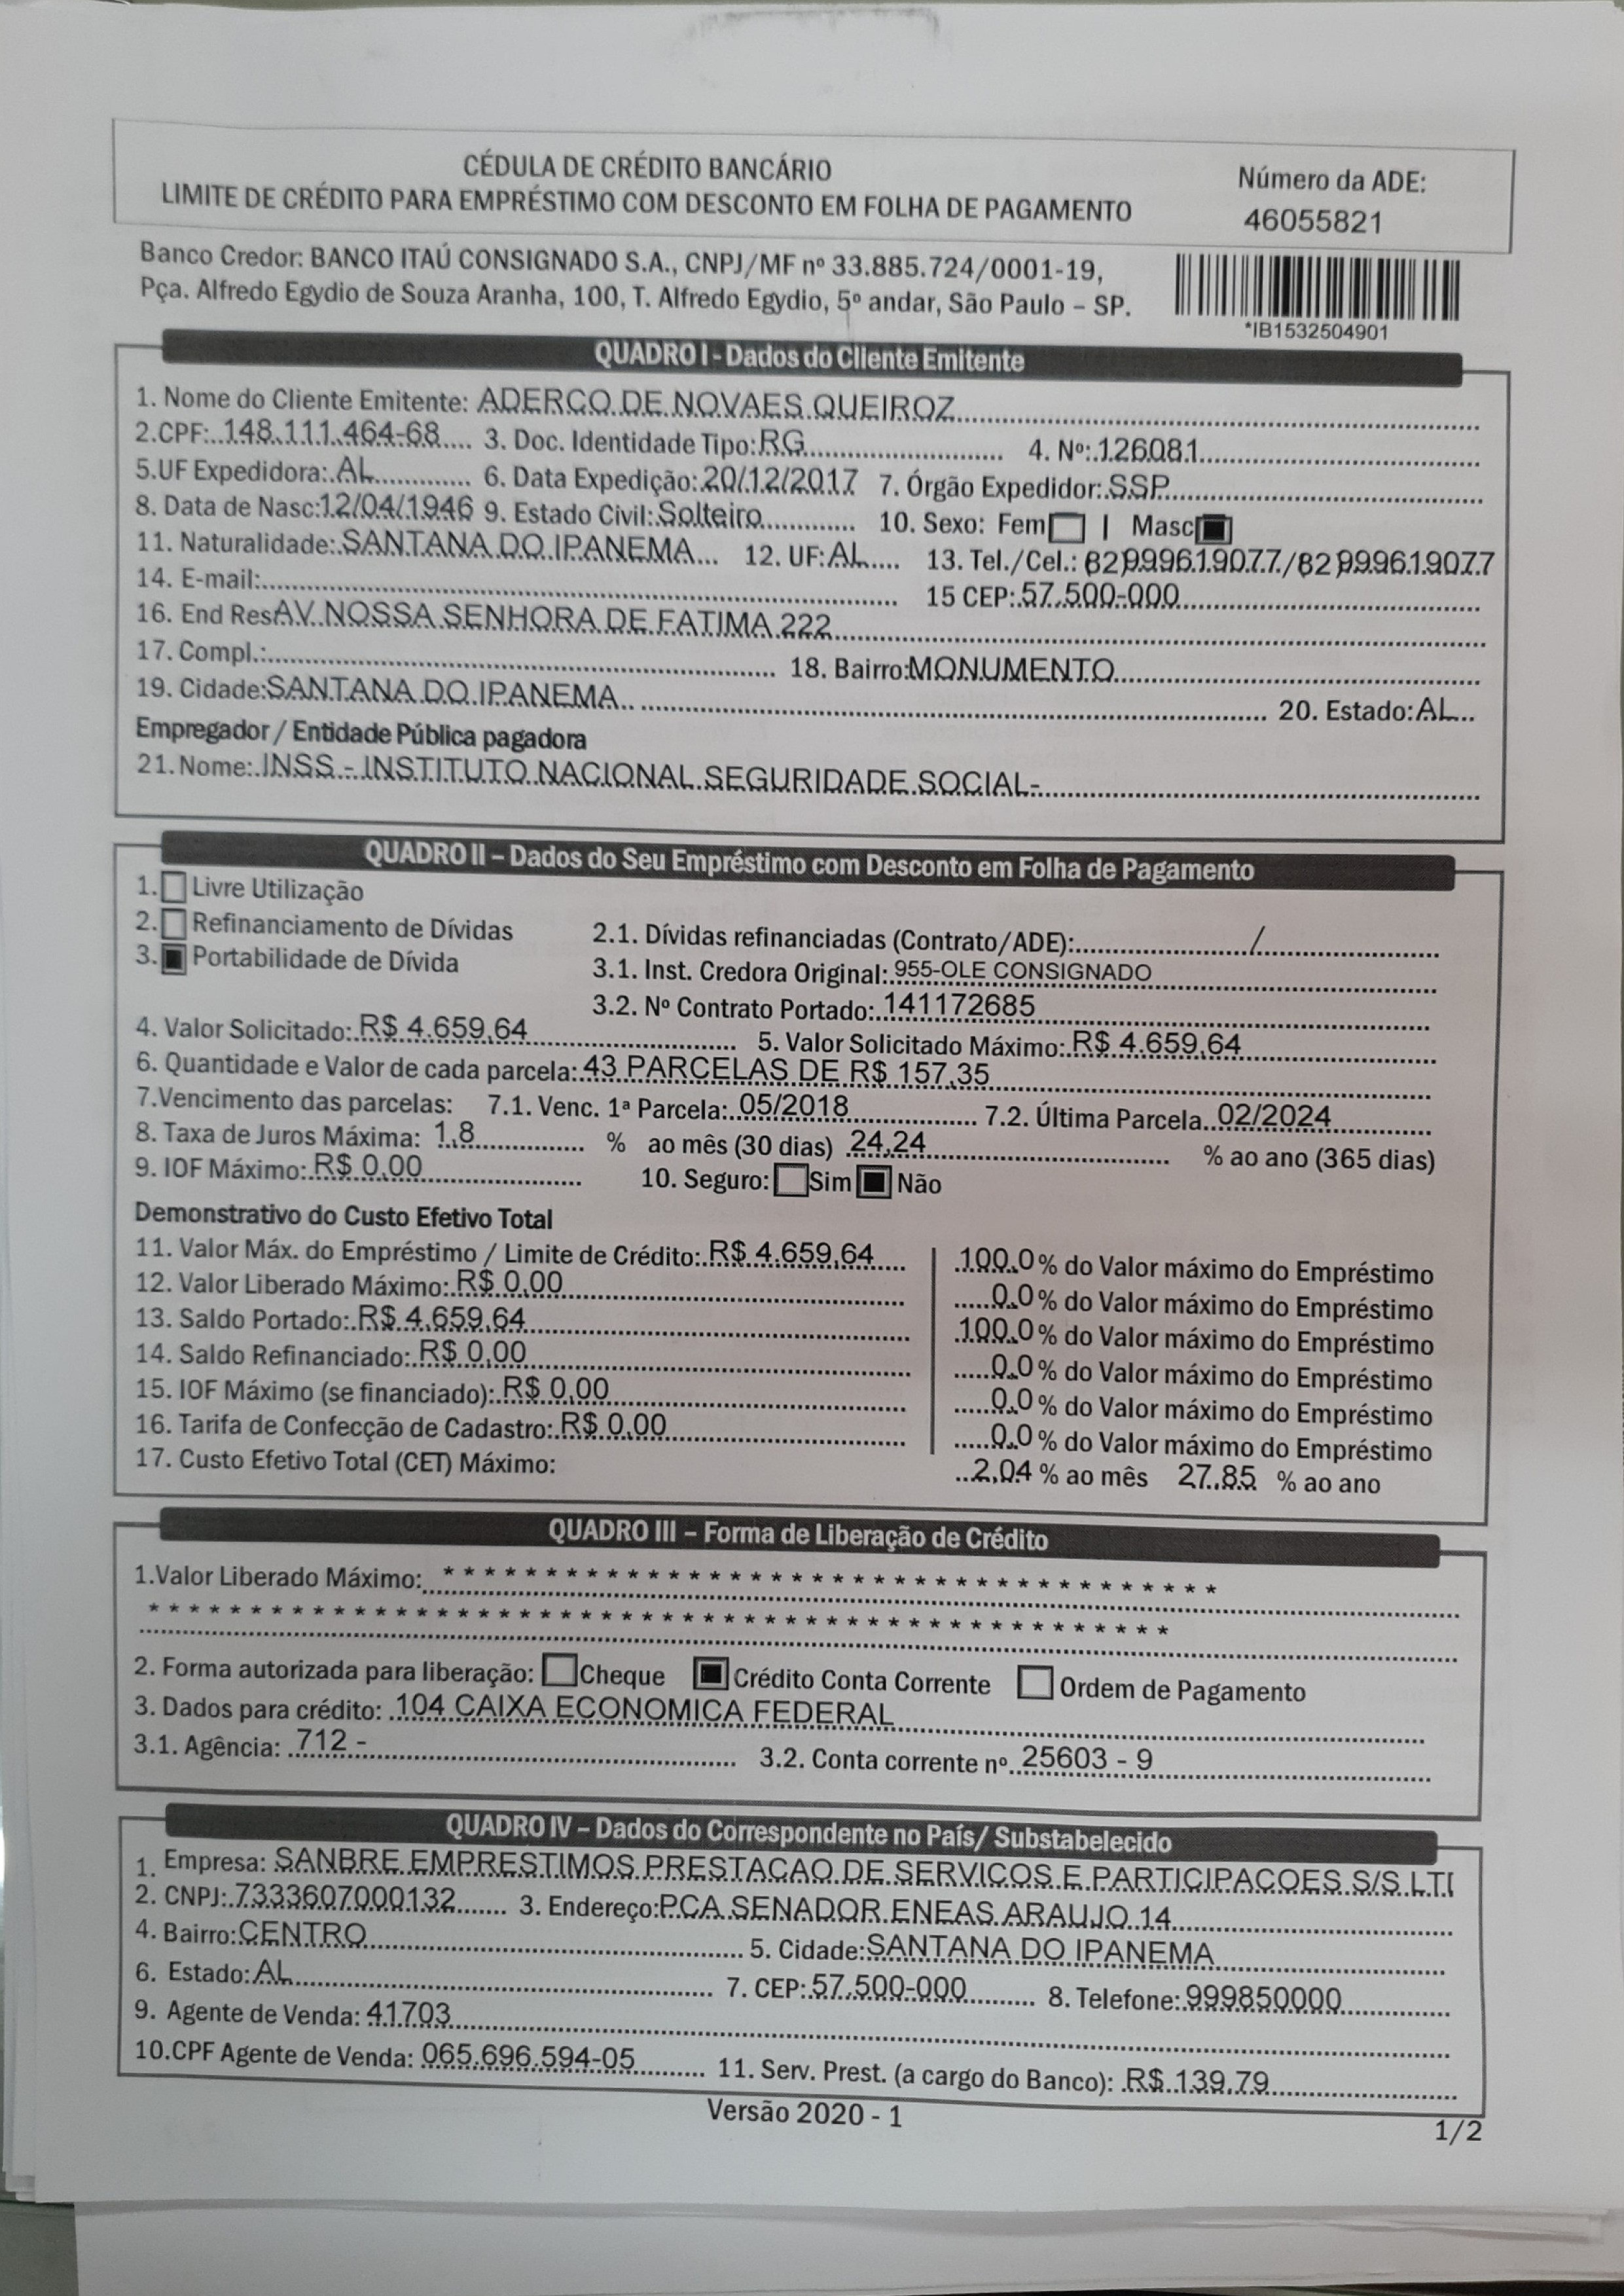 CÉDULA DE CRÉDITO BANCÁRIO
LIMITE DE CRÉDITO PARA EMPRÉSTIMO COM DESCONTO EM FOLHA DE PAGAMENTO
Número da ADE:
46055821
Banco Credor: BANCO ITAÚ CONSIGNADO S.A., CNPJ/MF nº 33.885.724/0001-19,
Pça. Alfredo Egydio de Souza Aranha, 100, T. Alfredo Egydio, 5º andar, São Paulo – SP.
*IB1532504901
QUADRO I - Dados do Cliente Emitente
1. Nome do Cliente Emitente: ADERCO DE NOVAES QUEIROZ
2.CPF: 148.111.464-68 3. Doc. Identidade Tipo: RG 4. Nº: 126081
5.UF Expedidora: AL 6. Data Expedição: 20/12/2017 7. Órgão Expedidor: SSP
8. Data de Nasc: 12/04/1946 9. Estado Civil: Solteiro 10. Sexo: Fem | Masc
11. Naturalidade: SANTANA DO IPANEMA 12. UF: AL 13. Tel./Cel.: 82)999619077/82)999619077
14. E-mail: 15 CEP: 57.500-000
16. End Res AV. NOSSA SENHORA DE FATIMA 222
17. Compl.: 18. Bairro: MONUMENTO
19. Cidade: SANTANA DO IPANEMA 20. Estado: AL
Empregador / Entidade Pública pagadora
21. Nome: INSS - INSTITUTO NACIONAL SEGURIDADE SOCIAL-
QUADRO II – Dados do Seu Empréstimo com Desconto em Folha de Pagamento
1. Livre Utilização
2. Refinanciamento de Dívidas 2.1. Dívidas refinanciadas (Contrato/ADE): /
3. Portabilidade de Dívida 3.1. Inst. Credora Original: 955-OLE CONSIGNADO
3.2. Nº Contrato Portado: 141172685
4. Valor Solicitado: R$ 4.659,64 5. Valor Solicitado Máximo: R$ 4.659,64
6. Quantidade e Valor de cada parcela: 43 PARCELAS DE R$ 157,35
7.Vencimento das parcelas: 7.1. Venc. 1ª Parcela: 05/2018 7.2. Última Parcela 02/2024
8. Taxa de Juros Máxima: 1,8 % ao mês (30 dias) 24,24 % ao ano (365 dias)
9. IOF Máximo: R$ 0,00 10. Seguro: Sim Não
Demonstrativo do Custo Efetivo Total
11. Valor Máx. do Empréstimo / Limite de Crédito: R$ 4.659,64 100,0 % do Valor máximo do Empréstimo
12. Valor Liberado Máximo: R$ 0,00 0,0 % do Valor máximo do Empréstimo
13. Saldo Portado: R$ 4.659,64 100,0 % do Valor máximo do Empréstimo
14. Saldo Refinanciado: R$ 0,00 0,0 % do Valor máximo do Empréstimo
15. IOF Máximo (se financiado): R$ 0,00 0,0 % do Valor máximo do Empréstimo
16. Tarifa de Confecção de Cadastro: R$ 0,00 0,0 % do Valor máximo do Empréstimo
17. Custo Efetivo Total (CET) Máximo: 2,04 % ao mês 27,85 % ao ano
QUADRO III – Forma de Liberação de Crédito
1.Valor Liberado Máximo: * * * * * * * * * * * * * * * * * * * * * * * * * * * * * * * * * * * * * *
* * * * * * * * * * * * * * * * * * * * * * * * * * * * * * * * * * * * * * * * * * * * * * * * * *
2. Forma autorizada para liberação: Cheque Crédito Conta Corrente Ordem de Pagamento
3. Dados para crédito: 104 CAIXA ECONOMICA FEDERAL
3.1. Agência: 712 - 3.2. Conta corrente nº 25603 - 9
QUADRO IV – Dados do Correspondente no País/ Substabelecido
1. Empresa: SANBRE EMPRESTIMOS PRESTACAO DE SERVICOS E PARTICIPACOES S/S LTI
2. CNPJ: 7333607000132 3. Endereço: PCA SENADOR ENEAS ARAUJO 14
4. Bairro: CENTRO 5. Cidade: SANTANA DO IPANEMA
6. Estado: AL 7. CEP: 57.500-000 8. Telefone: 999850000
9. Agente de Venda: 41703
10.CPF Agente de Venda: 065.696.594-05 11. Serv. Prest. (a cargo do Banco): R$ 139,79
Versão 2020 - 1
1/2